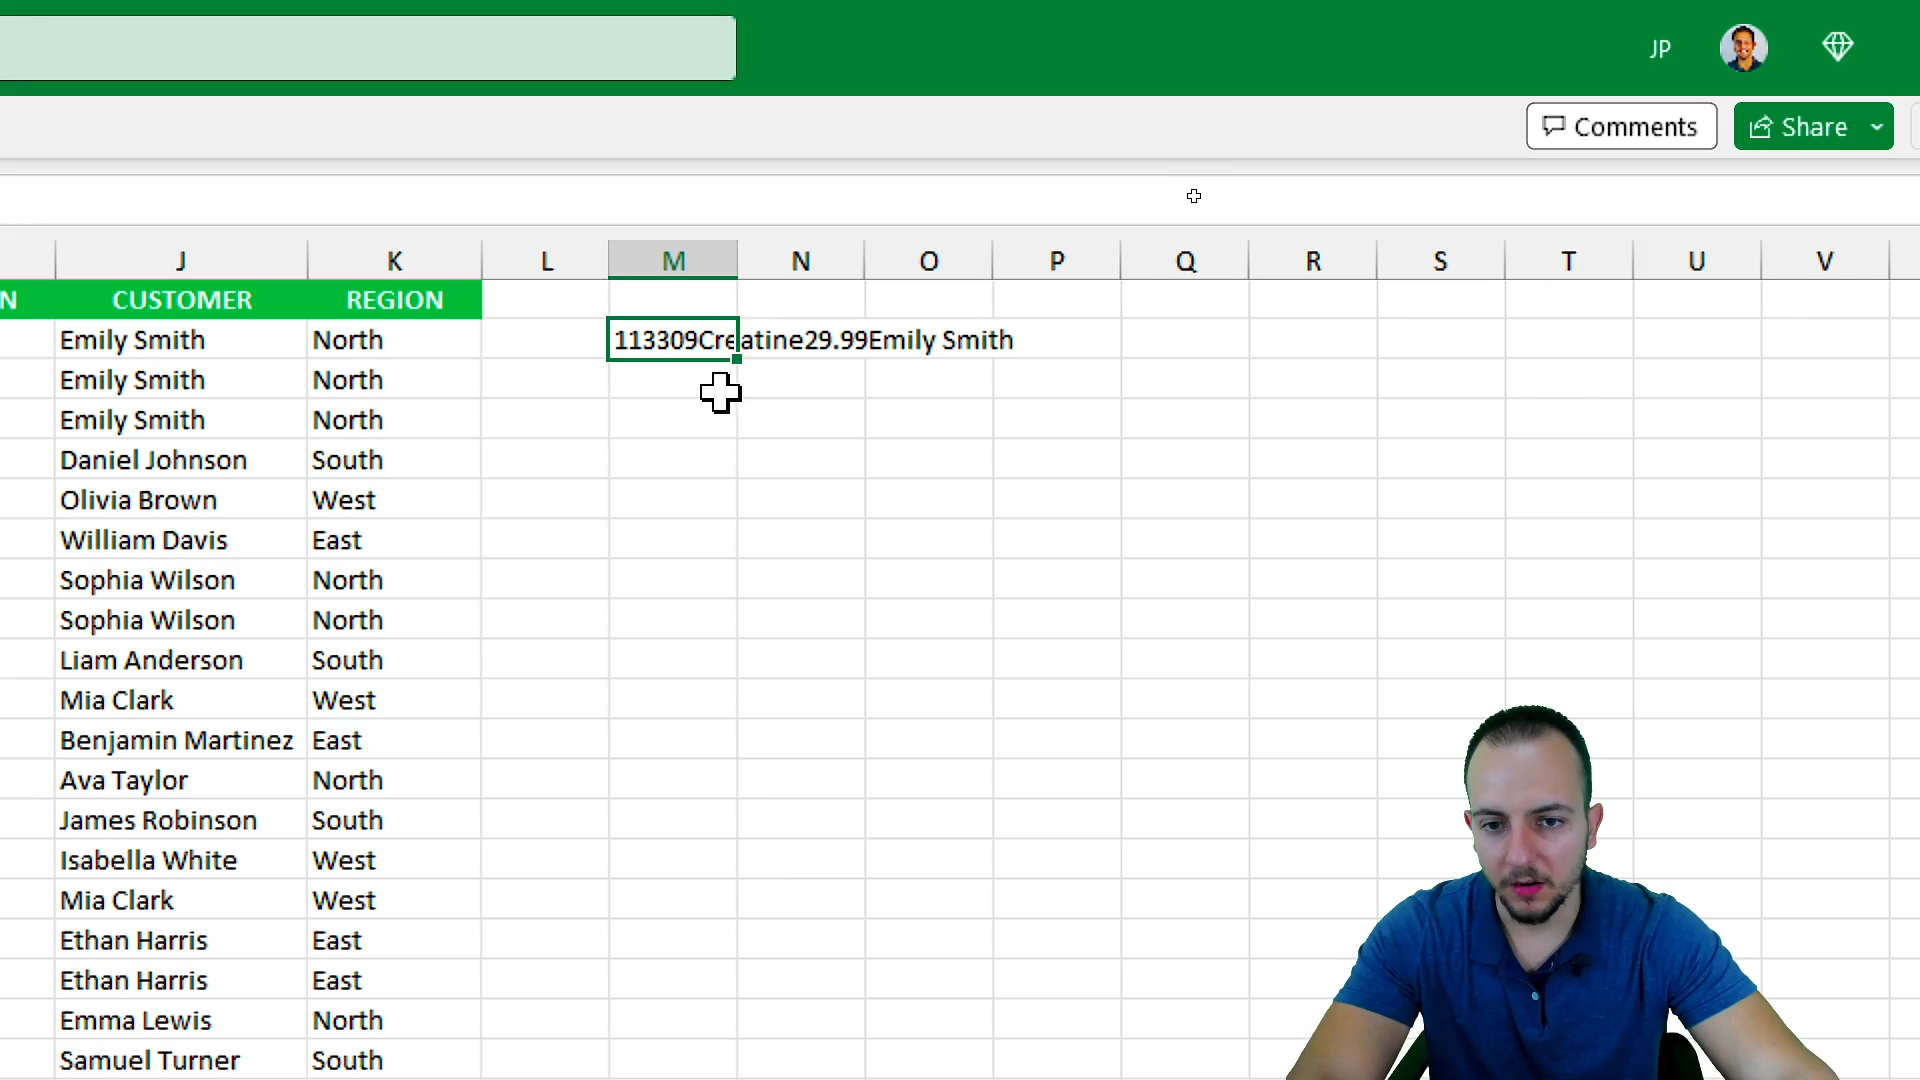 JP
Comments
Share
J K L M N O P Q R S T U V
N CUSTOMER REGION
Emily Smith North 113309Creatine29.99Emily Smith
Emily Smith North
Emily Smith North
Daniel Johnson South
Olivia Brown West
William Davis East
Sophia Wilson North
Sophia Wilson North
Liam Anderson South
Mia Clark West
Benjamin Martinez East
Ava Taylor North
James Robinson South
Isabella White West
Mia Clark West
Ethan Harris East
Ethan Harris East
Emma Lewis North
Samuel Turner South